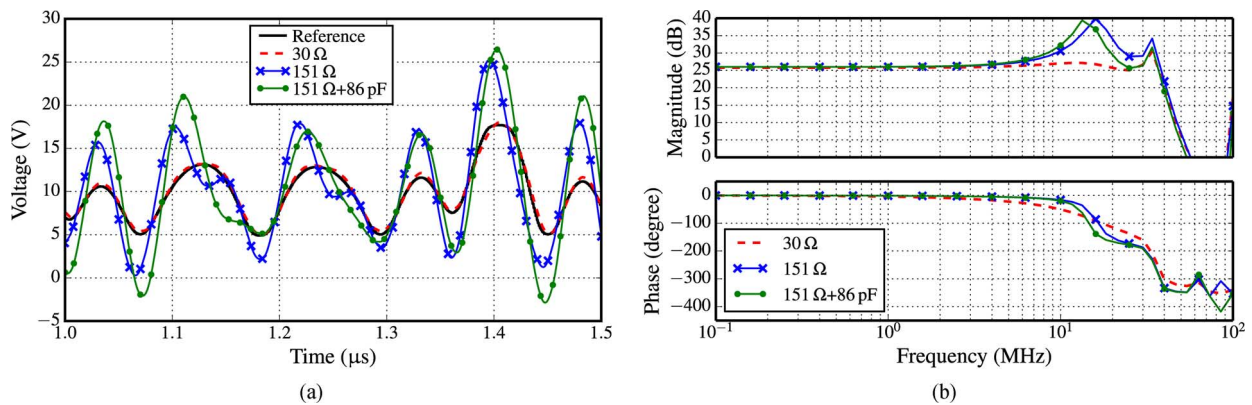 30
25
20
15
10
5
0
−5
Voltage (V)
Reference
30 Ω
151 Ω
151 Ω+86 pF
1.0 1.1 1.2 1.3 1.4 1.5
Time (μs)
(a)
40
35
30
25
20
15
10
5
0
Magnitude (dB)
0
−100
−200
−300
−400
Phase (degree)
30 Ω
151 Ω
151 Ω+86 pF
10⁻¹ 10⁰ 10¹ 10²
Frequency (MHz)
(b)